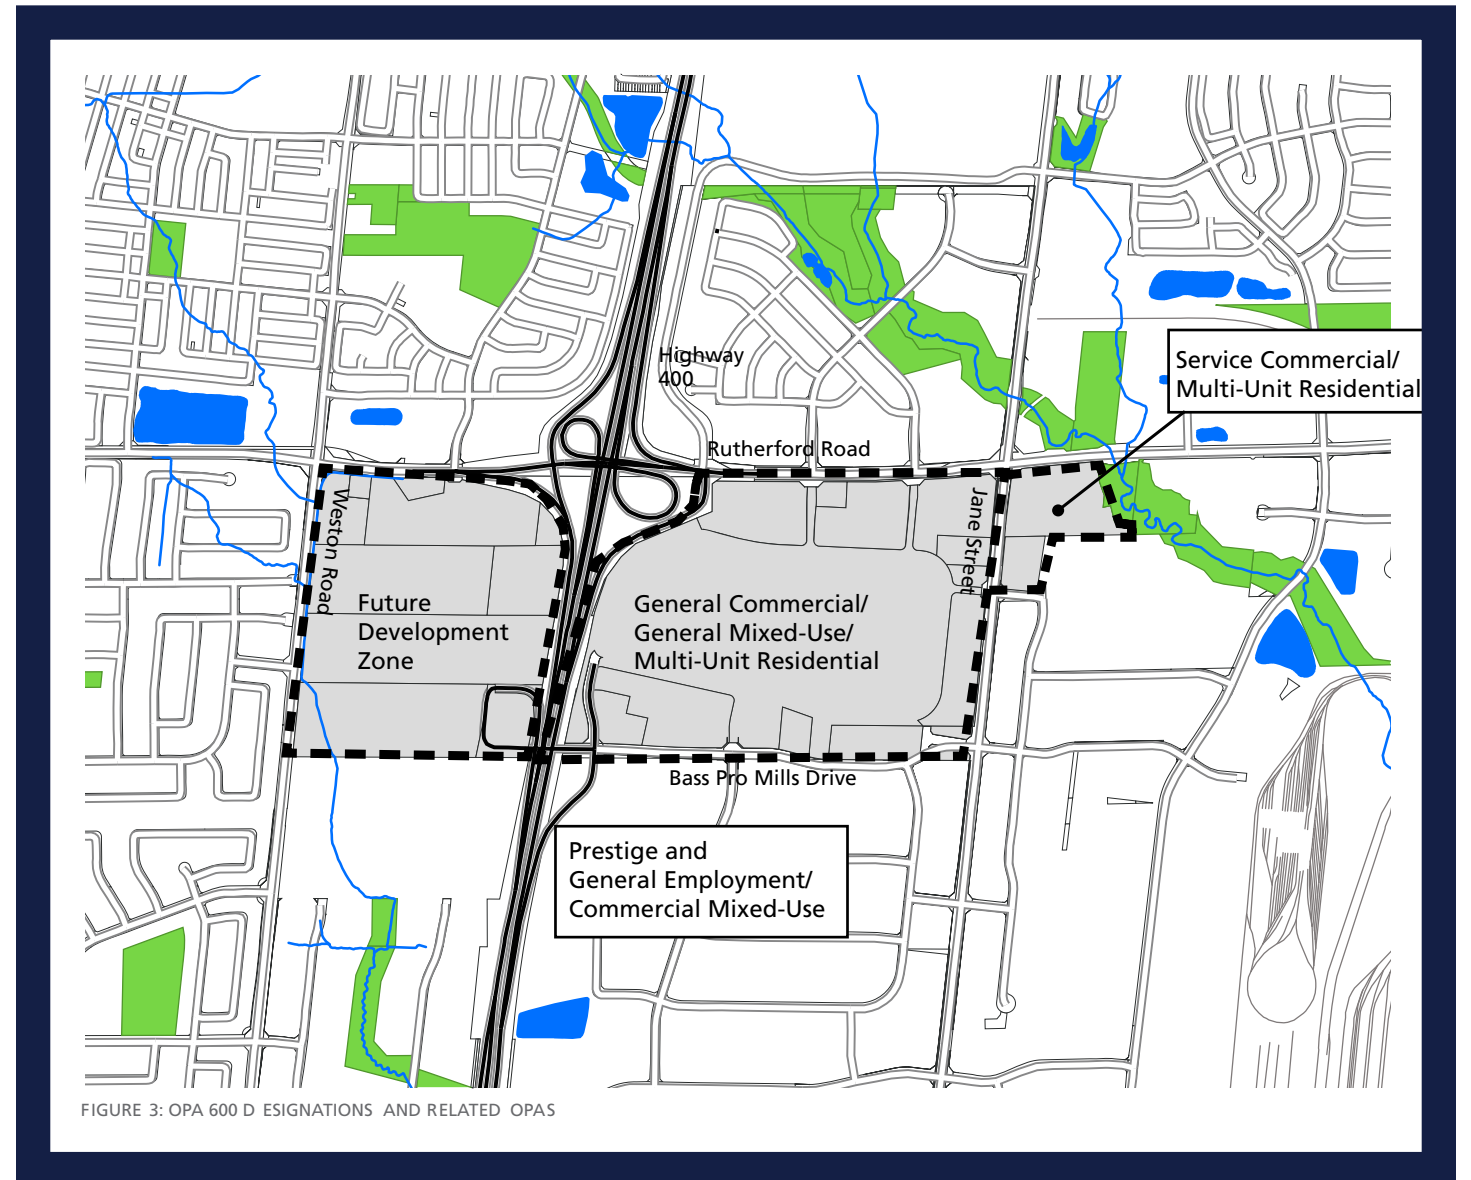 Highway
400
Service Commercial/
Multi-Unit Residential
Rutherford Road
Weston Road
Jane Street
Future
Development
Zone
General Commercial/
General Mixed-Use/
Multi-Unit Residential
Bass Pro Mills Drive
Prestige and
General Employment/
Commercial Mixed-Use
FIGURE 3: OPA 600 D ESIGNATIONS AND RELATED OPAS